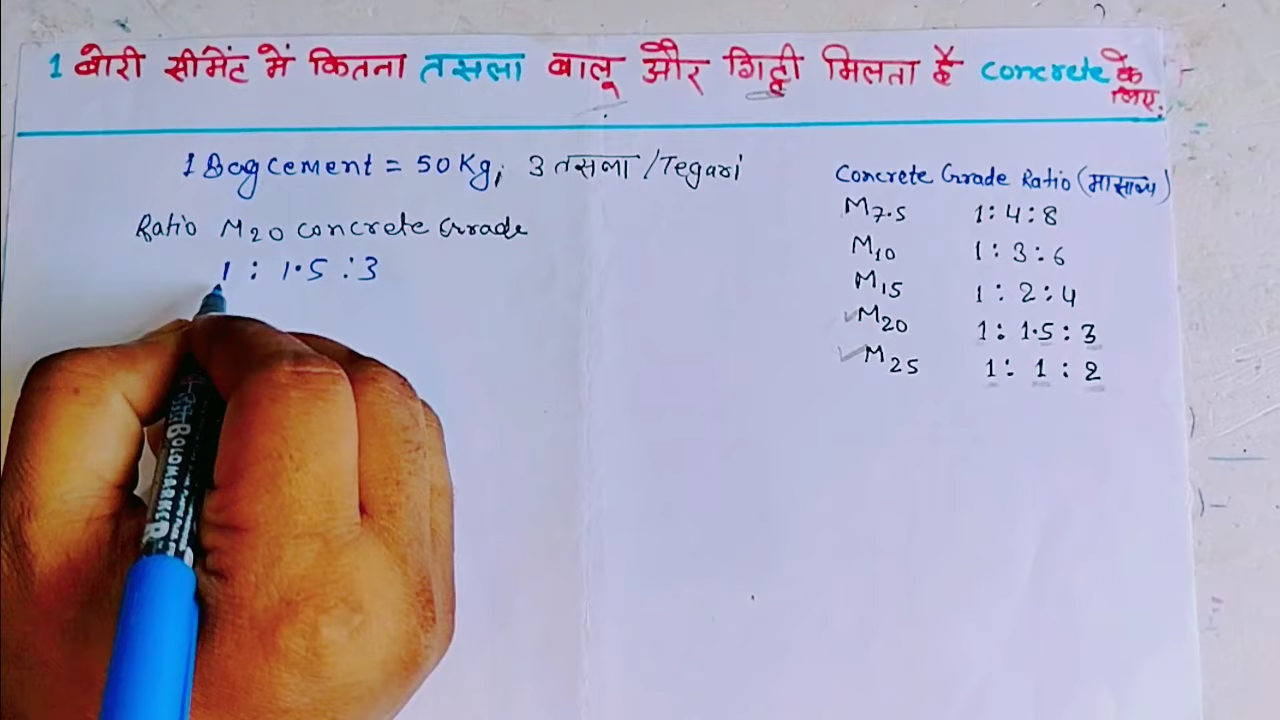 1 बोरी सीमेंट में कितना तसला बालू और गिट्टी मिलता है concrete के लिए.
1 Bag cement = 50 Kg, 3 तसला / Tegari
Ratio M20 concrete Grade
1 : 1.5 : 3
Concrete Grade Ratio (मसाला)
M7.5 1 : 4 : 8
M10 1 : 3 : 6
M15 1 : 2 : 4
M20 1 : 1.5 : 3
M25 1 : 1 : 2
ROLOMARKER